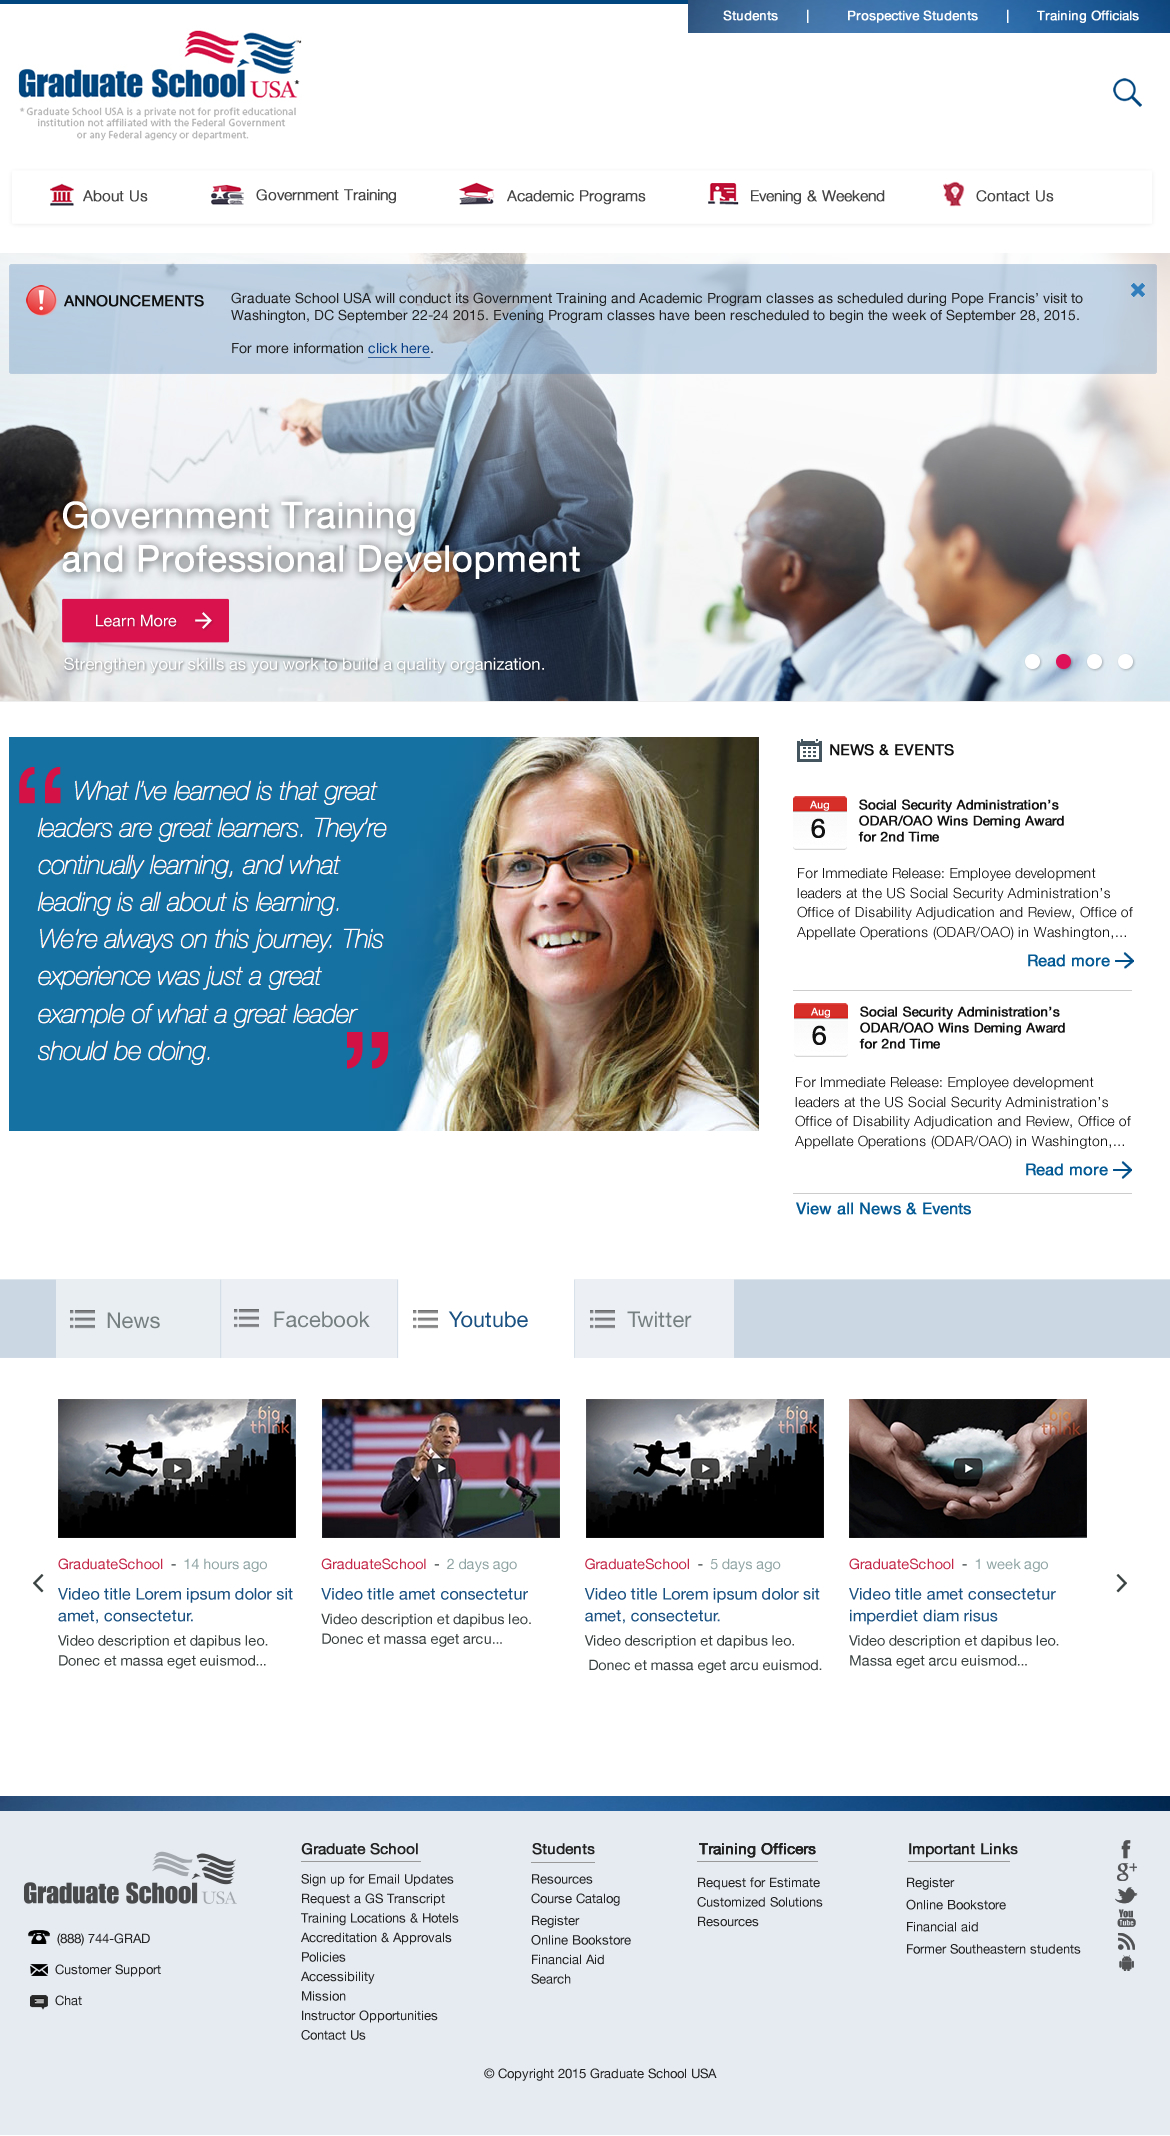 Students | Prospective Students | Training Officials
Graduate School USA*
* Graduate School USA is a private not for profit educational
institution not affiliated with the Federal Government
or any Federal agency or department.
About Us
Government Training
Academic Programs
Evening & Weekend
Contact Us
ANNOUNCEMENTS
Graduate School USA will conduct its Government Training and Academic Program classes as scheduled during Pope Francis’ visit to
Washington, DC September 22-24 2015. Evening Program classes have been rescheduled to begin the week of September 28, 2015.
For more information click here.
Government Training
and Professional Development
Learn More
Strengthen your skills as you work to build a quality organization.
“ What I've learned is that great
leaders are great learners. They're
continually learning, and what
leading is all about is learning.
We're always on this journey. This
experience was just a great
example of what a great leader
should be doing. ”
NEWS & EVENTS
Aug
6
Social Security Administration’s
ODAR/OAO Wins Deming Award
for 2nd Time
For Immediate Release: Employee development
leaders at the US Social Security Administration’s
Office of Disability Adjudication and Review, Office of
Appellate Operations (ODAR/OAO) in Washington,...
Read more
Aug
6
Social Security Administration’s
ODAR/OAO Wins Deming Award
for 2nd Time
For Immediate Release: Employee development
leaders at the US Social Security Administration’s
Office of Disability Adjudication and Review, Office of
Appellate Operations (ODAR/OAO) in Washington,...
Read more
View all News & Events
News
Facebook
Youtube
Twitter
big
think
GraduateSchool - 14 hours ago
Video title Lorem ipsum dolor sit
amet, consectetur.
Video description et dapibus leo.
Donec et massa eget euismod...
GraduateSchool - 2 days ago
Video title amet consectetur
Video description et dapibus leo.
Donec et massa eget arcu...
big
think
GraduateSchool - 5 days ago
Video title Lorem ipsum dolor sit
amet, consectetur.
Video description et dapibus leo.
Donec et massa eget arcu euismod.
big
think
GraduateSchool - 1 week ago
Video title amet consectetur
imperdiet diam risus
Video description et dapibus leo.
Massa eget arcu euismod...
Graduate School USA
(888) 744-GRAD
Customer Support
Chat
Graduate School
Sign up for Email Updates
Request a GS Transcript
Training Locations & Hotels
Accreditation & Approvals
Policies
Accessibility
Mission
Instructor Opportunities
Contact Us
Students
Resources
Course Catalog
Register
Online Bookstore
Financial Aid
Search
Training Officers
Request for Estimate
Customized Solutions
Resources
Important Links
Register
Online Bookstore
Financial aid
Former Southeastern students
f
g+
You
Tube
© Copyright 2015 Graduate School USA